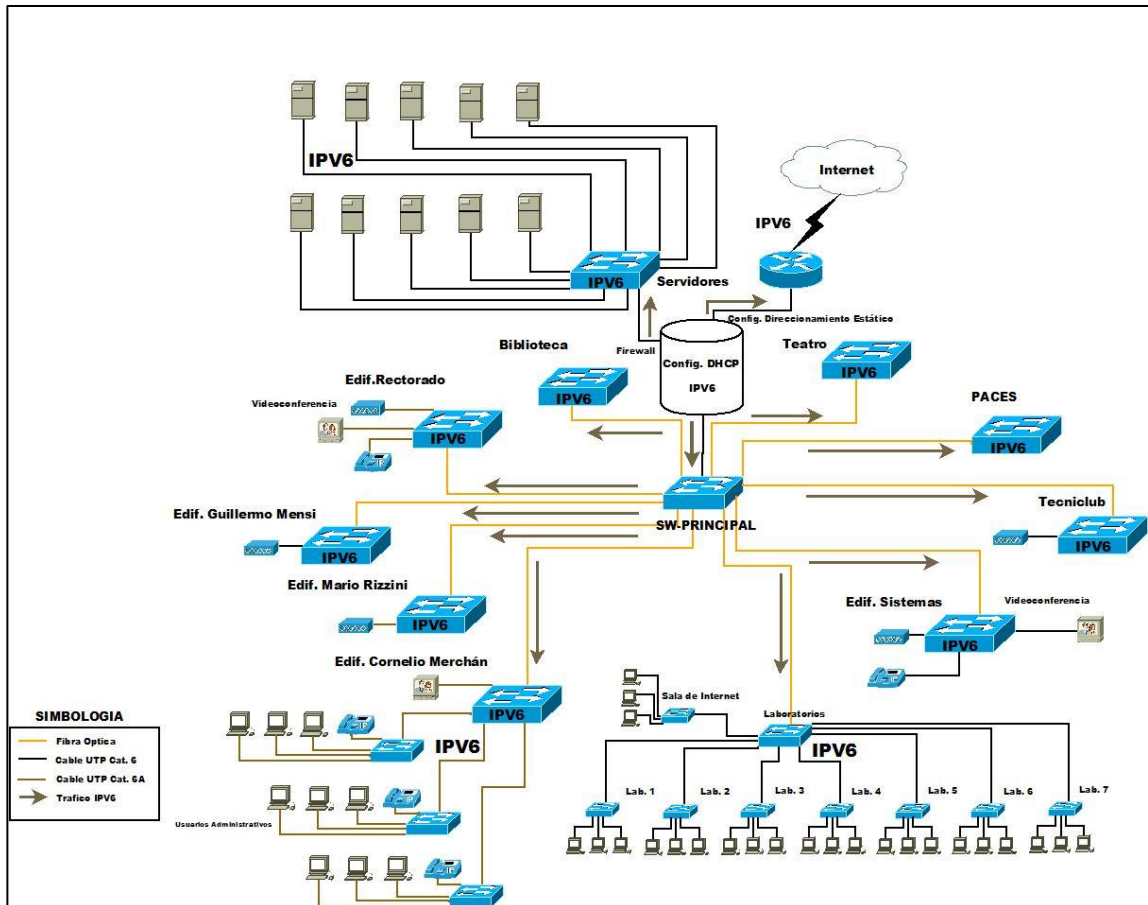 IPV6
Internet
IPV6
IPV6
Servidores
Config. Direccionamiento Estático
Firewall
Config. DHCP
IPV6
Biblioteca
IPV6
Teatro
IPV6
Edif.Rectorado
Videoconferencia
IPV6
PACES
IPV6
SW-PRINCIPAL
Edif. Guillermo Mensi
IPV6
Tecniclub
IPV6
Edif. Mario Rizzini
IPV6
Edif. Sistemas
Videoconferencia
IPV6
Edif. Cornelio Merchán
IPV6
IPV6
Usuarios Administrativos
Sala de Internet
Laboratorios
IPV6
Lab. 1
Lab. 2
Lab. 3
Lab. 4
Lab. 5
Lab. 6
Lab. 7
SIMBOLOGIA
Fibra Optica
Cable UTP Cat. 6
Cable UTP Cat. 6A
Trafico IPV6